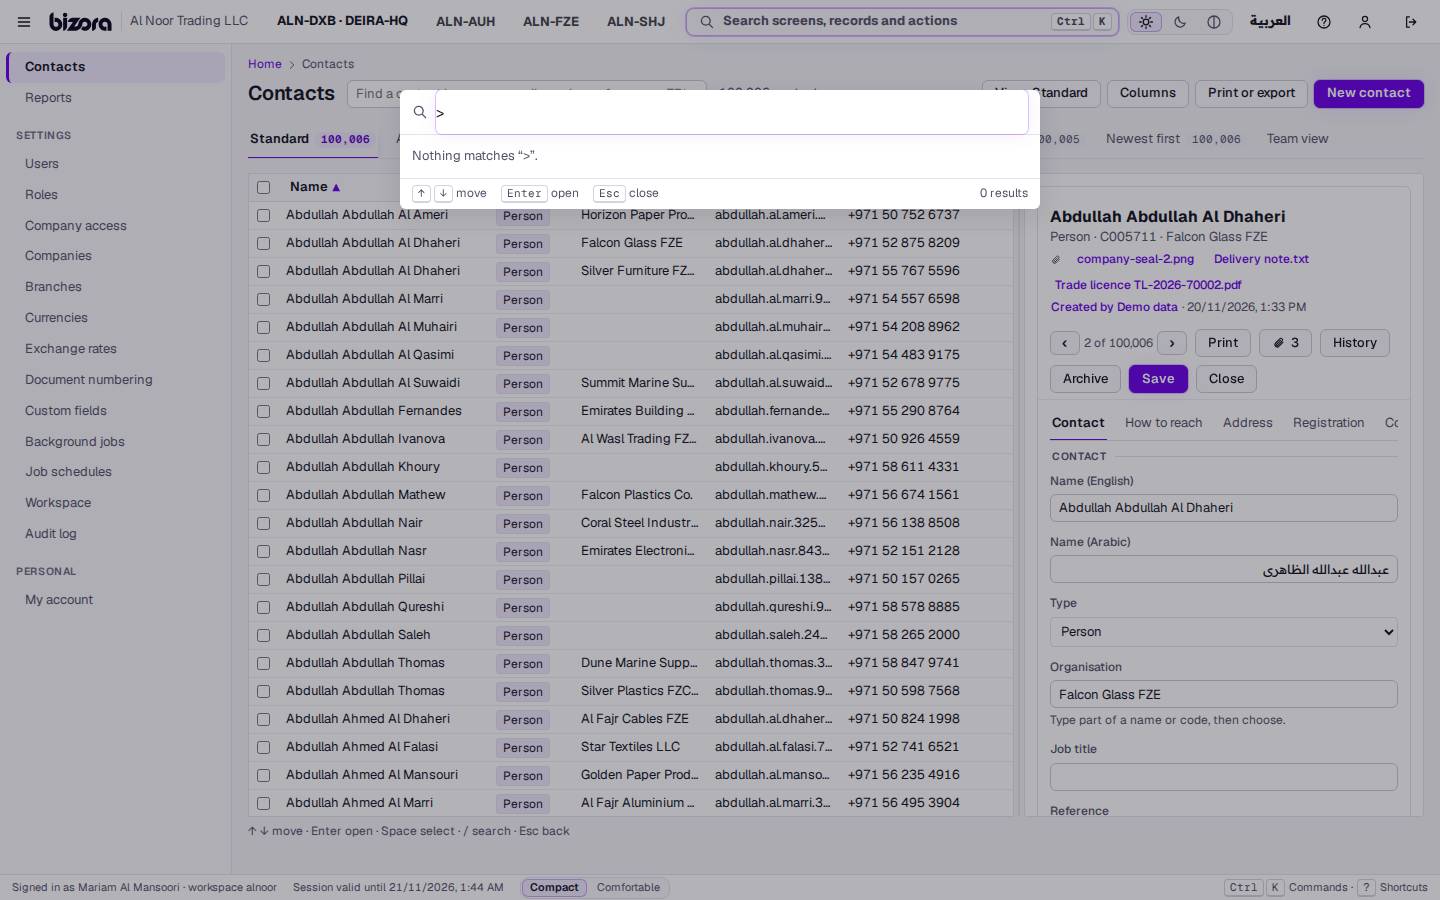 bizora
Al Noor Trading LLC
ALN-DXB · DEIRA-HQ
ALN-AUH
ALN-FZE
ALN-SHJ
Search screens, records and actions
Ctrl K
العربية
Contacts
Reports
SETTINGS
Users
Roles
Company access
Companies
Branches
Currencies
Exchange rates
Document numbering
Custom fields
Background jobs
Job schedules
Workspace
Audit log
PERSONAL
My account
Home > Contacts
Contacts
Find a
Standard
Columns
Print or export
New contact
Standard 100,006
Newest first 100,006
Team view
>
Nothing matches “>”.
↑ ↓ move Enter open Esc close
0 results
Name ▲
Abdullah Abdullah Al Ameri Person Horizon Paper Pro... abdullah.al.ameri.... +971 50 752 6737
Abdullah Abdullah Al Dhaheri Person Falcon Glass FZE abdullah.al.dhaher... +971 52 875 8209
Abdullah Abdullah Al Dhaheri Person Silver Furniture FZ... abdullah.al.dhaher... +971 55 767 5596
Abdullah Abdullah Al Marri Person abdullah.al.marri.9... +971 54 557 6598
Abdullah Abdullah Al Muhairi Person abdullah.al.muhair... +971 54 208 8962
Abdullah Abdullah Al Qasimi Person abdullah.al.qasimi.... +971 54 483 9175
Abdullah Abdullah Al Suwaidi Person Summit Marine Su... abdullah.al.suwaid... +971 52 678 9775
Abdullah Abdullah Fernandes Person Emirates Building ... abdullah.fernande... +971 55 290 8764
Abdullah Abdullah Ivanova Person Al Wasl Trading FZ... abdullah.ivanova.... +971 50 926 4559
Abdullah Abdullah Khoury Person abdullah.khoury.5... +971 58 611 4331
Abdullah Abdullah Mathew Person Falcon Plastics Co. abdullah.mathew.... +971 56 674 1561
Abdullah Abdullah Nair Person Coral Steel Industr... abdullah.nair.325... +971 56 138 8508
Abdullah Abdullah Nasr Person Emirates Electroni... abdullah.nasr.843... +971 52 151 2128
Abdullah Abdullah Pillai Person abdullah.pillai.138... +971 50 157 0265
Abdullah Abdullah Qureshi Person abdullah.qureshi.9... +971 58 578 8885
Abdullah Abdullah Saleh Person abdullah.saleh.24... +971 58 265 2000
Abdullah Abdullah Thomas Person Dune Marine Supp... abdullah.thomas.3... +971 58 847 9741
Abdullah Abdullah Thomas Person Silver Plastics FZC... abdullah.thomas.9... +971 50 598 7568
Abdullah Ahmed Al Dhaheri Person Al Fajr Cables FZE abdullah.al.dhaher... +971 50 824 1998
Abdullah Ahmed Al Falasi Person Star Textiles LLC abdullah.al.falasi.7... +971 52 741 6521
Abdullah Ahmed Al Mansouri Person Golden Paper Prod... abdullah.al.manso... +971 56 235 4916
Abdullah Ahmed Al Marri Person Al Fajr Aluminium ... abdullah.al.marri.3... +971 56 495 3904
↑ ↓ move · Enter open · Space select · / search · Esc back
Abdullah Abdullah Al Dhaheri
Person · C005711 · Falcon Glass FZE
company-seal-2.png Delivery note.txt
Trade licence TL-2026-70002.pdf
Created by Demo data · 20/11/2026, 1:33 PM
‹ 2 of 100,006 › Print 3 History
Archive Save Close
Contact How to reach Address Registration
CONTACT
Name (English)
Abdullah Abdullah Al Dhaheri
Name (Arabic)
عبدالله عبدالله الظاهري
Type
Person
Organisation
Falcon Glass FZE
Type part of a name or code, then choose.
Job title
Reference
Signed in as Mariam Al Mansoori · workspace alnoor
Session valid until 21/11/2026, 1:44 AM
Compact Comfortable
Ctrl K Commands · ? Shortcuts